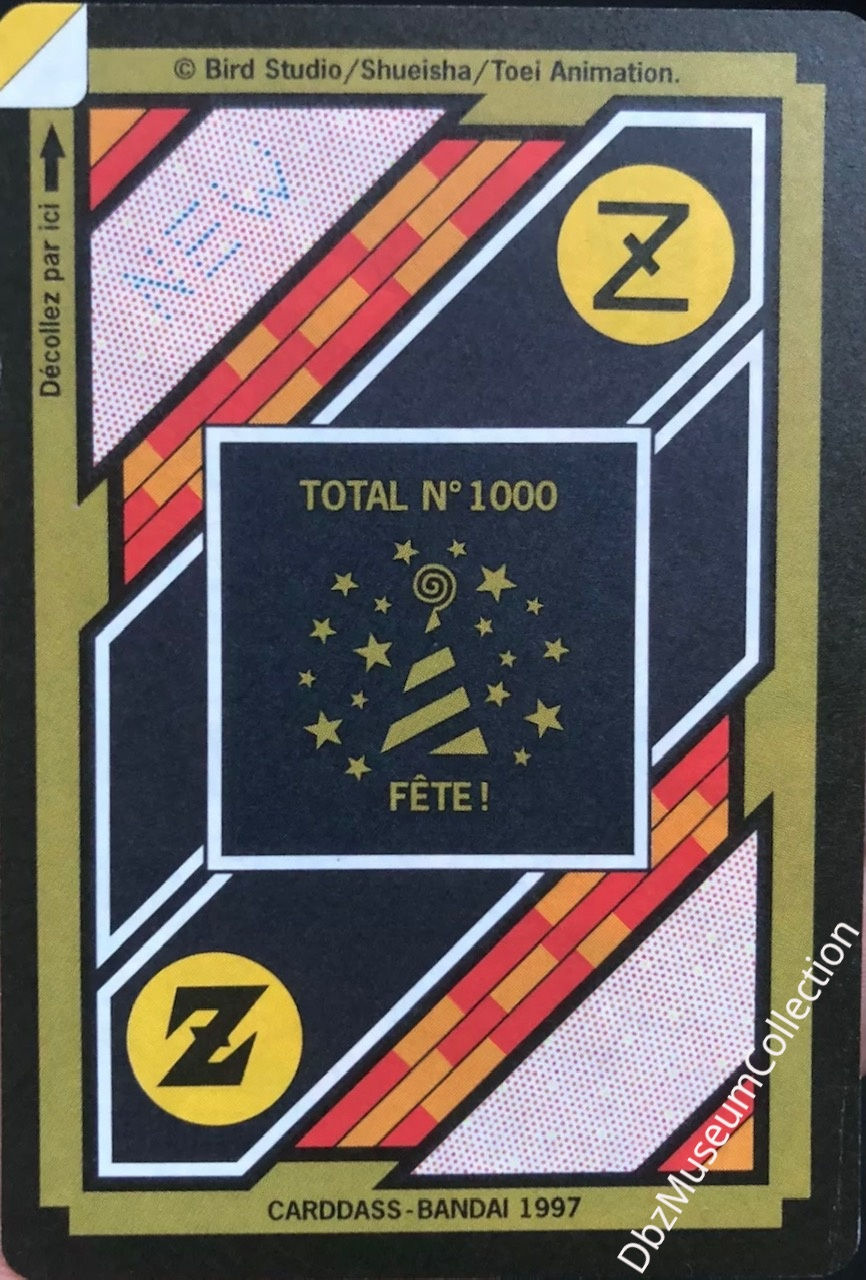 © Bird Studio/Shueisha/Toei Animation.
Décollez par ici
NEW
Z
TOTAL N° 1000
FÊTE!
Z
CARDDASS-BANDAI 1997
DbzMuseumCollection